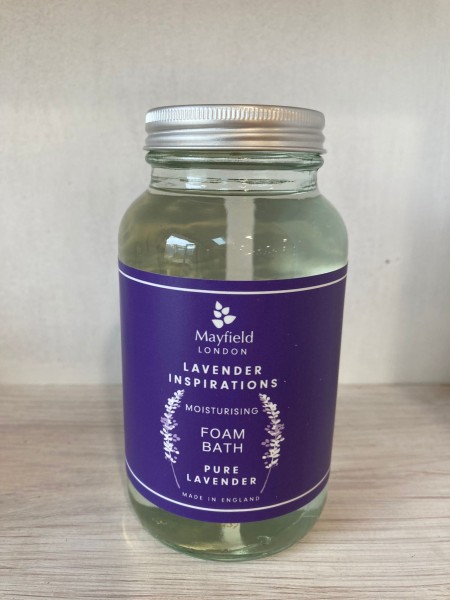 Mayfield
LONDON
LAVENDER
INSPIRATIONS
MOISTURISING
FOAM
BATH
PURE
LAVENDER
MADE IN ENGLAND